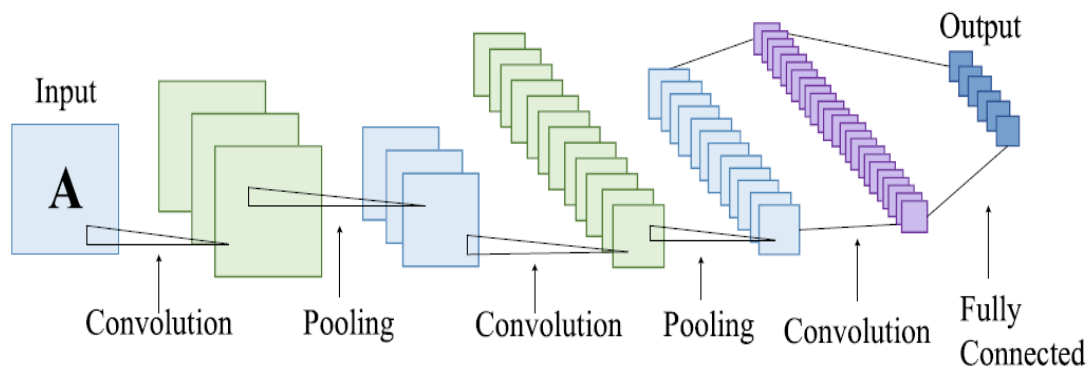 Input
A
Convolution
Pooling
Convolution
Pooling
Convolution
Output
Fully
Connected